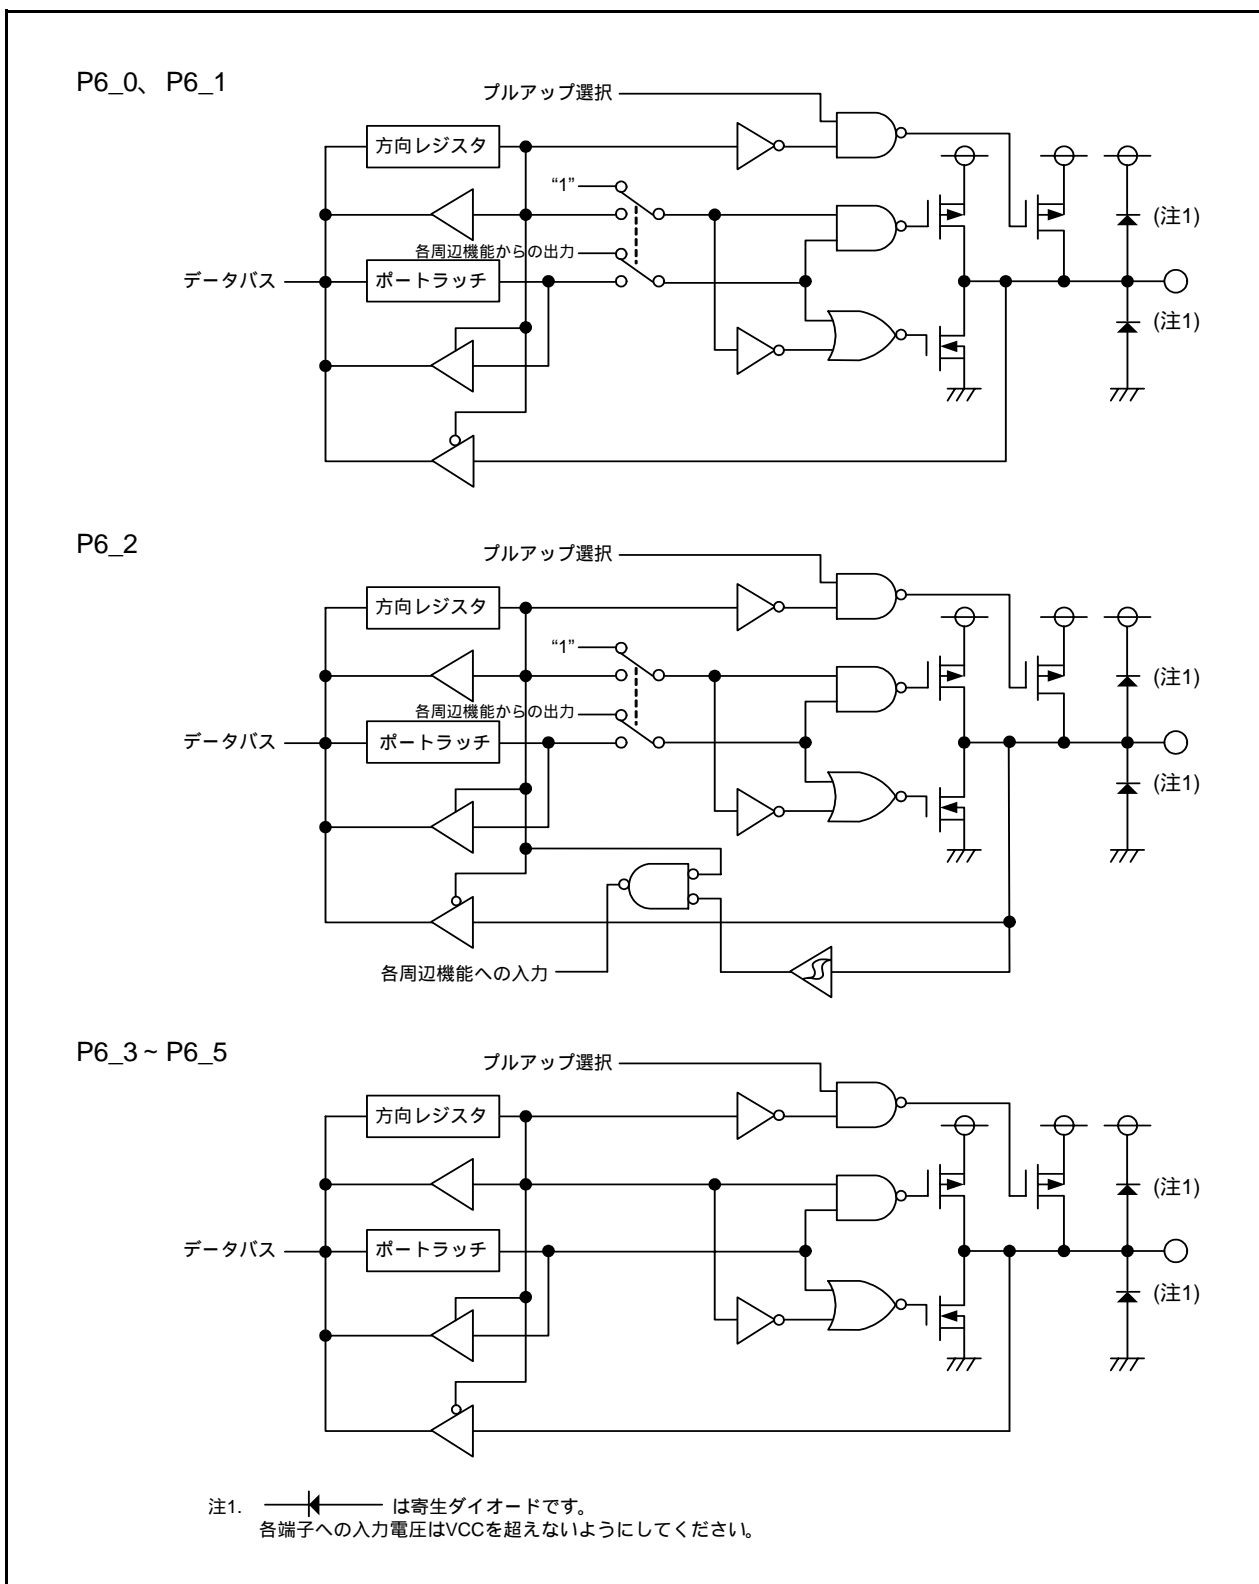 P6_0、 P6_1
プルアップ選択
方向レジスタ
“1”
(注1)
各周辺機能からの出力
データバス
ポートラッチ
(注1)
P6_2
プルアップ選択
方向レジスタ
“1”
(注1)
各周辺機能からの出力
データバス
ポートラッチ
(注1)
各周辺機能への入力
P6_3 ~ P6_5
プルアップ選択
方向レジスタ
(注1)
データバス
ポートラッチ
(注1)
注1. は寄生ダイオードです。
各端子への入力電圧はVCCを超えないようにしてください。